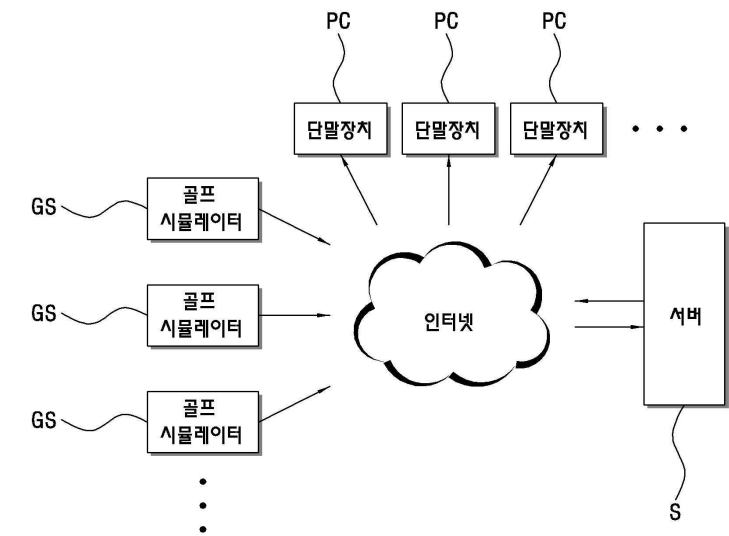 PC PC PC
단말장치 단말장치 단말장치
GS 골프
시뮬레이터
GS 골프
시뮬레이터
인터넷
서버
GS 골프
시뮬레이터
S